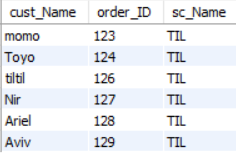 cust_Name order_ID sc_Name
momo 123 TIL
Toyo 124 TIL
tiltil 126 TIL
Nir 127 TIL
Ariel 128 TIL
Aviv 129 TIL